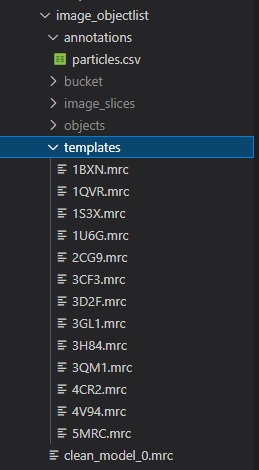 image_objectlist
annotations
particles.csv
bucket
image_slices
objects
templates
1BXN.mrc
1QVR.mrc
1S3X.mrc
1U6G.mrc
2CG9.mrc
3CF3.mrc
3D2F.mrc
3GL1.mrc
3H84.mrc
3QM1.mrc
4CR2.mrc
4V94.mrc
5MRC.mrc
clean_model_0.mrc